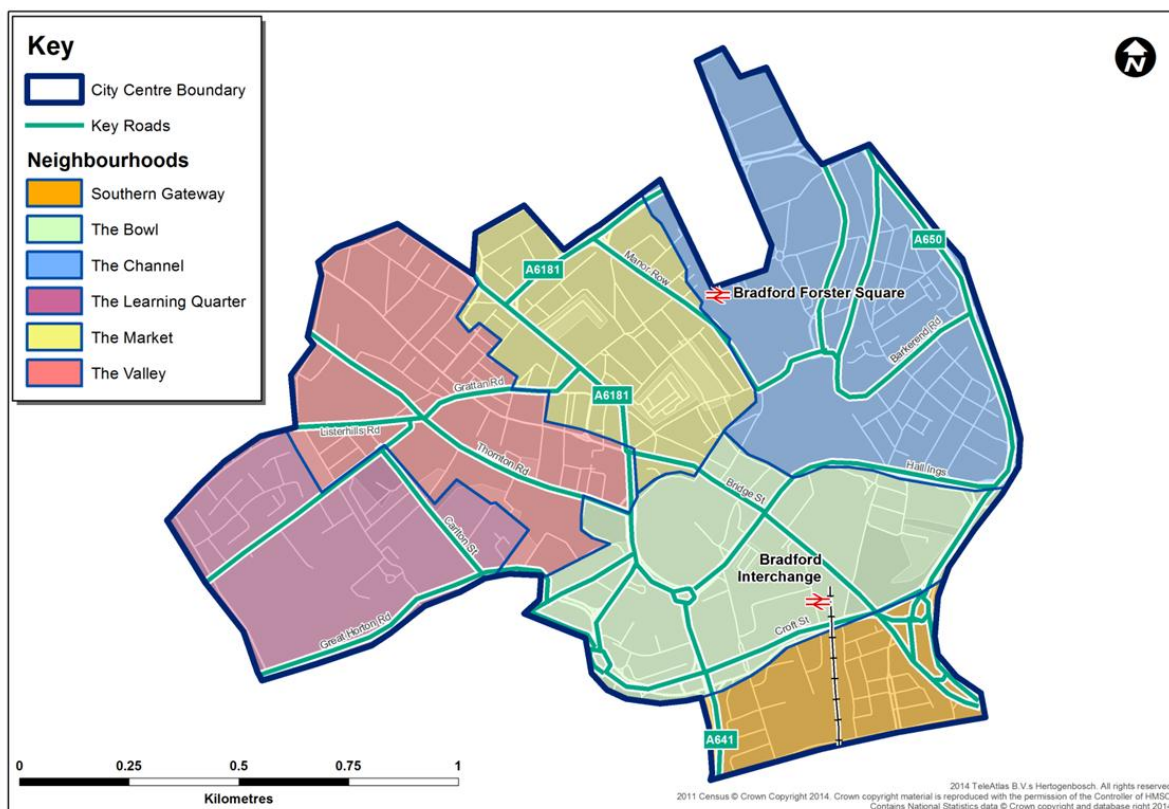 Key
City Centre Boundary
Key Roads
Neighbourhoods
Southern Gateway
The Bowl
The Channel
The Learning Quarter
The Market
The Valley
N
A650
A6181
Manor Row
Bradford Forster Square
Barkerend Rd
Grattan Rd
A6181
Listerhills Rd
Thornton Rd
Hall Ings
Bridge St
Carlton St
Bradford
Interchange
Great Horton Rd
Croft St
A641
0 0.25 0.5 0.75 1
Kilometres
2014 TeleAtlas B.V.s Hertogenbosch. All rights reserve
2011 Census © Crown Copyright 2014. Crown copyright material is reproduced with the permission of the Controller of HMSO
Contains National Statistics data © Crown copyright and database right 2014